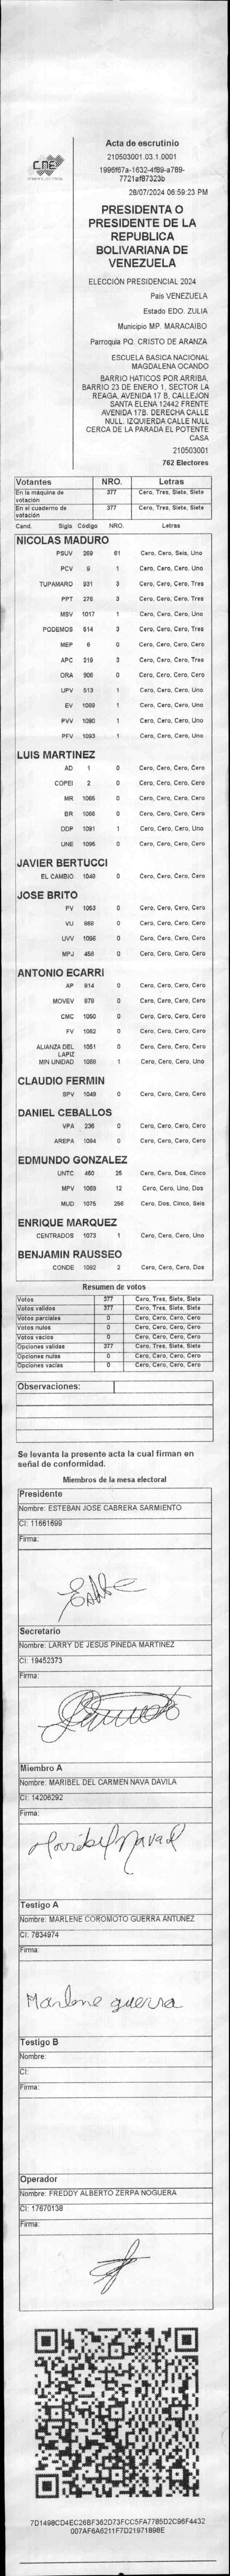 CNE
Acta de escrutinio
210503001.03.1.0001
1996f67a-1632-4f89-a789-
7721af87323b
28/07/2024 06:59:23 PM
PRESIDENTA O
PRESIDENTE DE LA
REPUBLICA
BOLIVARIANA DE
VENEZUELA
ELECCIÓN PRESIDENCIAL 2024
Pais VENEZUELA
Estado EDO. ZULIA
Municipio MP. MARACAIBO
Parroquia PQ. CRISTO DE ARANZA
ESCUELA BASICA NACIONAL
MAGDALENA OCANDO
BARRIO HATICOS POR ARRIBA,
BARRIO 23 DE ENERO 1, SECTOR LA
REAGA, AVENIDA 17 B, CALLEJON
SANTA ELENA 12442 FRENTE
AVENIDA 17B. DERECHA CALLE
NULL. IZQUIERDA CALLE NULL
CERCA DE LA PARADA EL POTENTE
CASA
210503001
762 Electores
Votantes NRO. Letras
En la máquina de votación 377 Cero, Tres, Siete, Siete
En el cuaderno de votación 377 Cero, Tres, Siete, Siete
Cand. Sigla Código NRO. Letras
NICOLAS MADURO
PSUV 269 61 Cero, Cero, Seis, Uno
PCV 9 1 Cero, Cero, Cero, Uno
TUPAMARO 931 3 Cero, Cero, Cero, Tres
PPT 276 3 Cero, Cero, Cero, Tres
MSV 1017 1 Cero, Cero, Cero, Uno
PODEMOS 514 3 Cero, Cero, Cero, Tres
MEP 6 0 Cero, Cero, Cero, Cero
APC 219 3 Cero, Cero, Cero, Tres
ORA 906 0 Cero, Cero, Cero, Cero
UPV 513 1 Cero, Cero, Cero, Uno
EV 1089 1 Cero, Cero, Cero, Uno
PVV 1090 1 Cero, Cero, Cero, Uno
PFV 1093 1 Cero, Cero, Cero, Uno
LUIS MARTINEZ
AD 1 0 Cero, Cero, Cero, Cero
COPEI 2 0 Cero, Cero, Cero, Cero
MR 1065 0 Cero, Cero, Cero, Cero
BR 1066 0 Cero, Cero, Cero, Cero
DDP 1091 1 Cero, Cero, Cero, Uno
UNE 1095 0 Cero, Cero, Cero, Cero
JAVIER BERTUCCI
EL CAMBIO 1048 0 Cero, Cero, Cero, Cero
JOSE BRITO
PV 1053 0 Cero, Cero, Cero, Cero
VU 868 0 Cero, Cero, Cero, Cero
UVV 1096 0 Cero, Cero, Cero, Cero
MPJ 458 0 Cero, Cero, Cero, Cero
ANTONIO ECARRI
AP 814 0 Cero, Cero, Cero, Cero
MOVEV 878 0 Cero, Cero, Cero, Cero
CMC 1060 0 Cero, Cero, Cero, Cero
FV 1062 0 Cero, Cero, Cero, Cero
ALIANZA DEL LAPIZ 1051 0 Cero, Cero, Cero, Cero
MIN UNIDAD 1088 1 Cero, Cero, Cero, Uno
CLAUDIO FERMIN
SPV 1049 0 Cero, Cero, Cero, Cero
DANIEL CEBALLOS
VPA 236 0 Cero, Cero, Cero, Cero
AREPA 1094 0 Cero, Cero, Cero, Cero
EDMUNDO GONZALEZ
UNTC 460 25 Cero, Cero, Dos, Cinco
MPV 1069 12 Cero, Cero, Uno, Dos
MUD 1075 256 Cero, Dos, Cinco, Seis
ENRIQUE MARQUEZ
CENTRADOS 1073 1 Cero, Cero, Cero, Uno
BENJAMIN RAUSSEO
CONDE 1092 2 Cero, Cero, Cero, Dos
Resumen de votos
Votos 377 Cero, Tres, Siete, Siete
Votos validos 377 Cero, Tres, Siete, Siete
Votos parciales 0 Cero, Cero, Cero, Cero
Votos nulos 0 Cero, Cero, Cero, Cero
Votos vacios 0 Cero, Cero, Cero, Cero
Opciones validas 377 Cero, Tres, Siete, Siete
Opciones nulas 0 Cero, Cero, Cero, Cero
Opciones vacias 0 Cero, Cero, Cero, Cero
Observaciones:
Se levanta la presente acta la cual firman en
señal de conformidad.
Miembros de la mesa electoral
Presidente
Nombre: ESTEBAN JOSE CABRERA SARMIENTO
CI: 11661699
Firma:
Secretario
Nombre: LARRY DE JESUS PINEDA MARTINEZ
CI: 19452373
Firma:
Miembro A
Nombre: MARIBEL DEL CARMEN NAVA DAVILA
CI: 14206292
Firma:
Maribel Nava D
Testigo A
Nombre: MARLENE COROMOTO GUERRA ANTUNEZ
CI: 7834974
Firma:
Marlene guerra
Testigo B
Nombre:
CI:
Firma:
Operador
Nombre: FREDDY ALBERTO ZERPA NOGUERA
CI: 17670138
Firma:
7D1498CD4EC26BF362D73FCC5FA7785D2C96F4432
007AF6A6211F7D21971898E